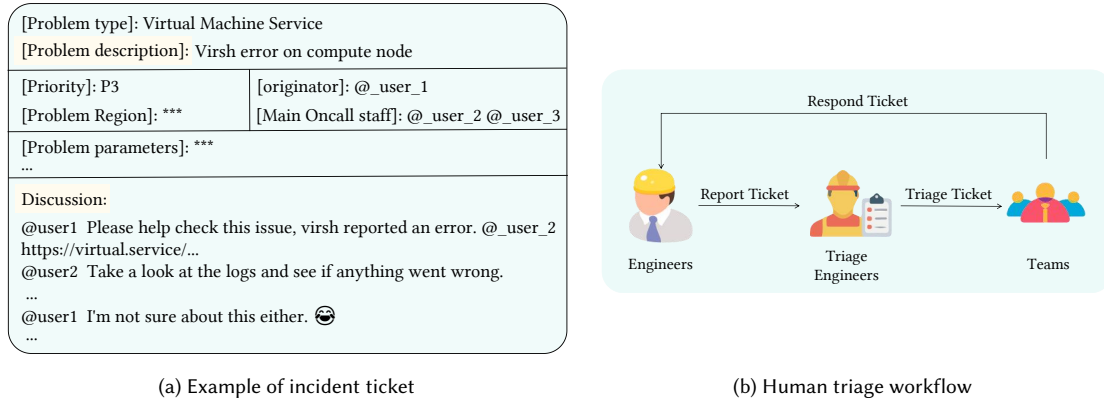 [Problem type]: Virtual Machine Service
[Problem description]: Virsh error on compute node
[Priority]: P3
[originator]: @_user_1
[Problem Region]: ***
[Main Oncall staff]: @_user_2 @_user_3
[Problem parameters]: ***
...
Discussion:
@user1 Please help check this issue, virsh reported an error. @_user_2
https://virtual.service/...
@user2 Take a look at the logs and see if anything went wrong.
...
@user1 I'm not sure about this either. 😂
...
(a) Example of incident ticket
Respond Ticket
Report Ticket
Triage Ticket
Engineers
Triage
Engineers
Teams
(b) Human triage workflow